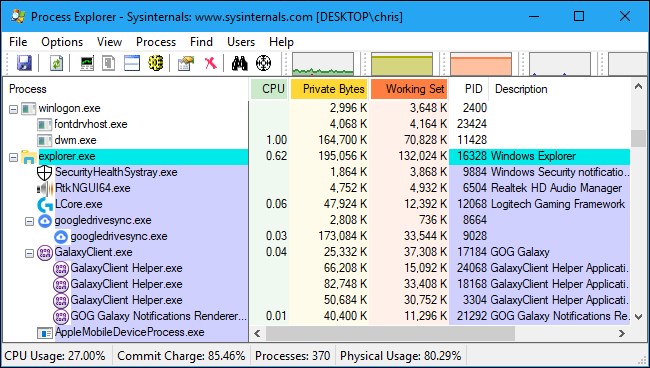 Process Explorer - Sysinternals: www.sysinternals.com [DESKTOP\chris]
File Options View Process Find Users Help
Process CPU Private Bytes Working Set PID Description
winlogon.exe 2,996 K 3,648 K 2400
fontdrvhost.exe 4,068 K 4,164 K 23424
dwm.exe 1.00 164,700 K 70,828 K 11428
explorer.exe 0.62 195,056 K 132,024 K 16328 Windows Explorer
SecurityHealthSystray.exe 1,864 K 3,868 K 9884 Windows Security notificatio...
RtkNGUI64.exe 4,752 K 4,932 K 6504 Realtek HD Audio Manager
LCore.exe 0.06 47,924 K 12,392 K 12068 Logitech Gaming Framework
googledrivesync.exe 2,808 K 736 K 8664
googledrivesync.exe 0.03 173,084 K 33,544 K 9028
GalaxyClient.exe 0.04 25,332 K 37,308 K 17184 GOG Galaxy
GalaxyClient Helper.exe 66,208 K 15,092 K 24068 GalaxyClient Helper Applicati...
GalaxyClient Helper.exe 82,748 K 33,408 K 18168 GalaxyClient Helper Applicati...
GalaxyClient Helper.exe 50,684 K 30,752 K 3304 GalaxyClient Helper Applicati...
GOG Galaxy Notifications Renderer... 0.01 40,400 K 11,296 K 21292 GOG Galaxy Notifications Re...
AppleMobileDeviceProcess.exe
CPU Usage: 27.00% Commit Charge: 85.46% Processes: 370 Physical Usage: 80.29%